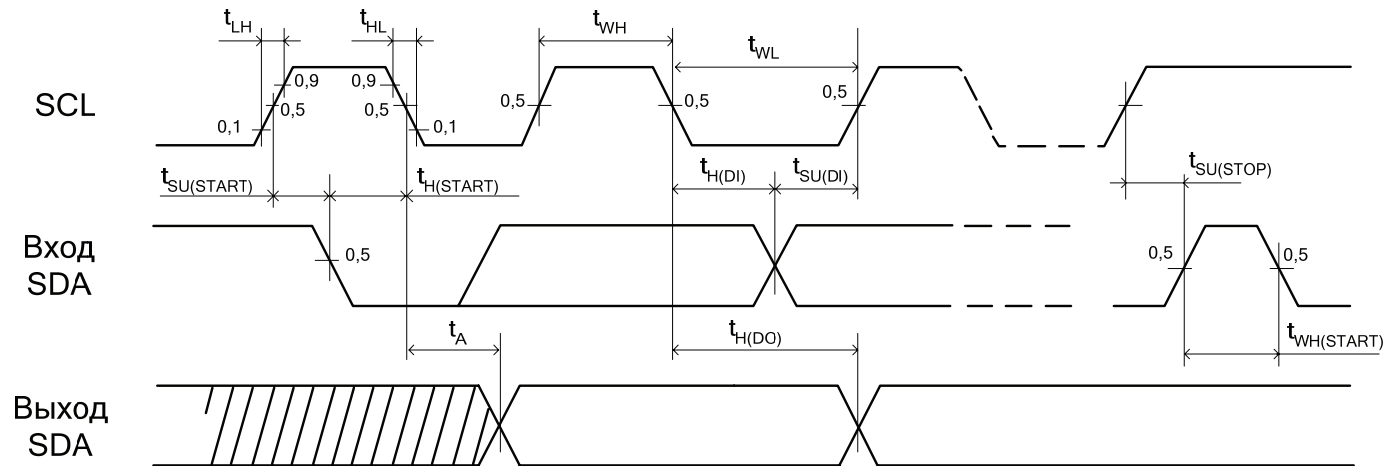 tLH
tHL
tWH
tWL
SCL
0,9
0,9
0,5
0,5
0,1
0,1
0,5
0,5
0,5
tSU(START)
tH(START)
tH(DI)
tSU(DI)
tSU(STOP)
Вход
SDA
0,5
0,5
0,5
tA
tH(DO)
tWH(START)
Выход
SDA